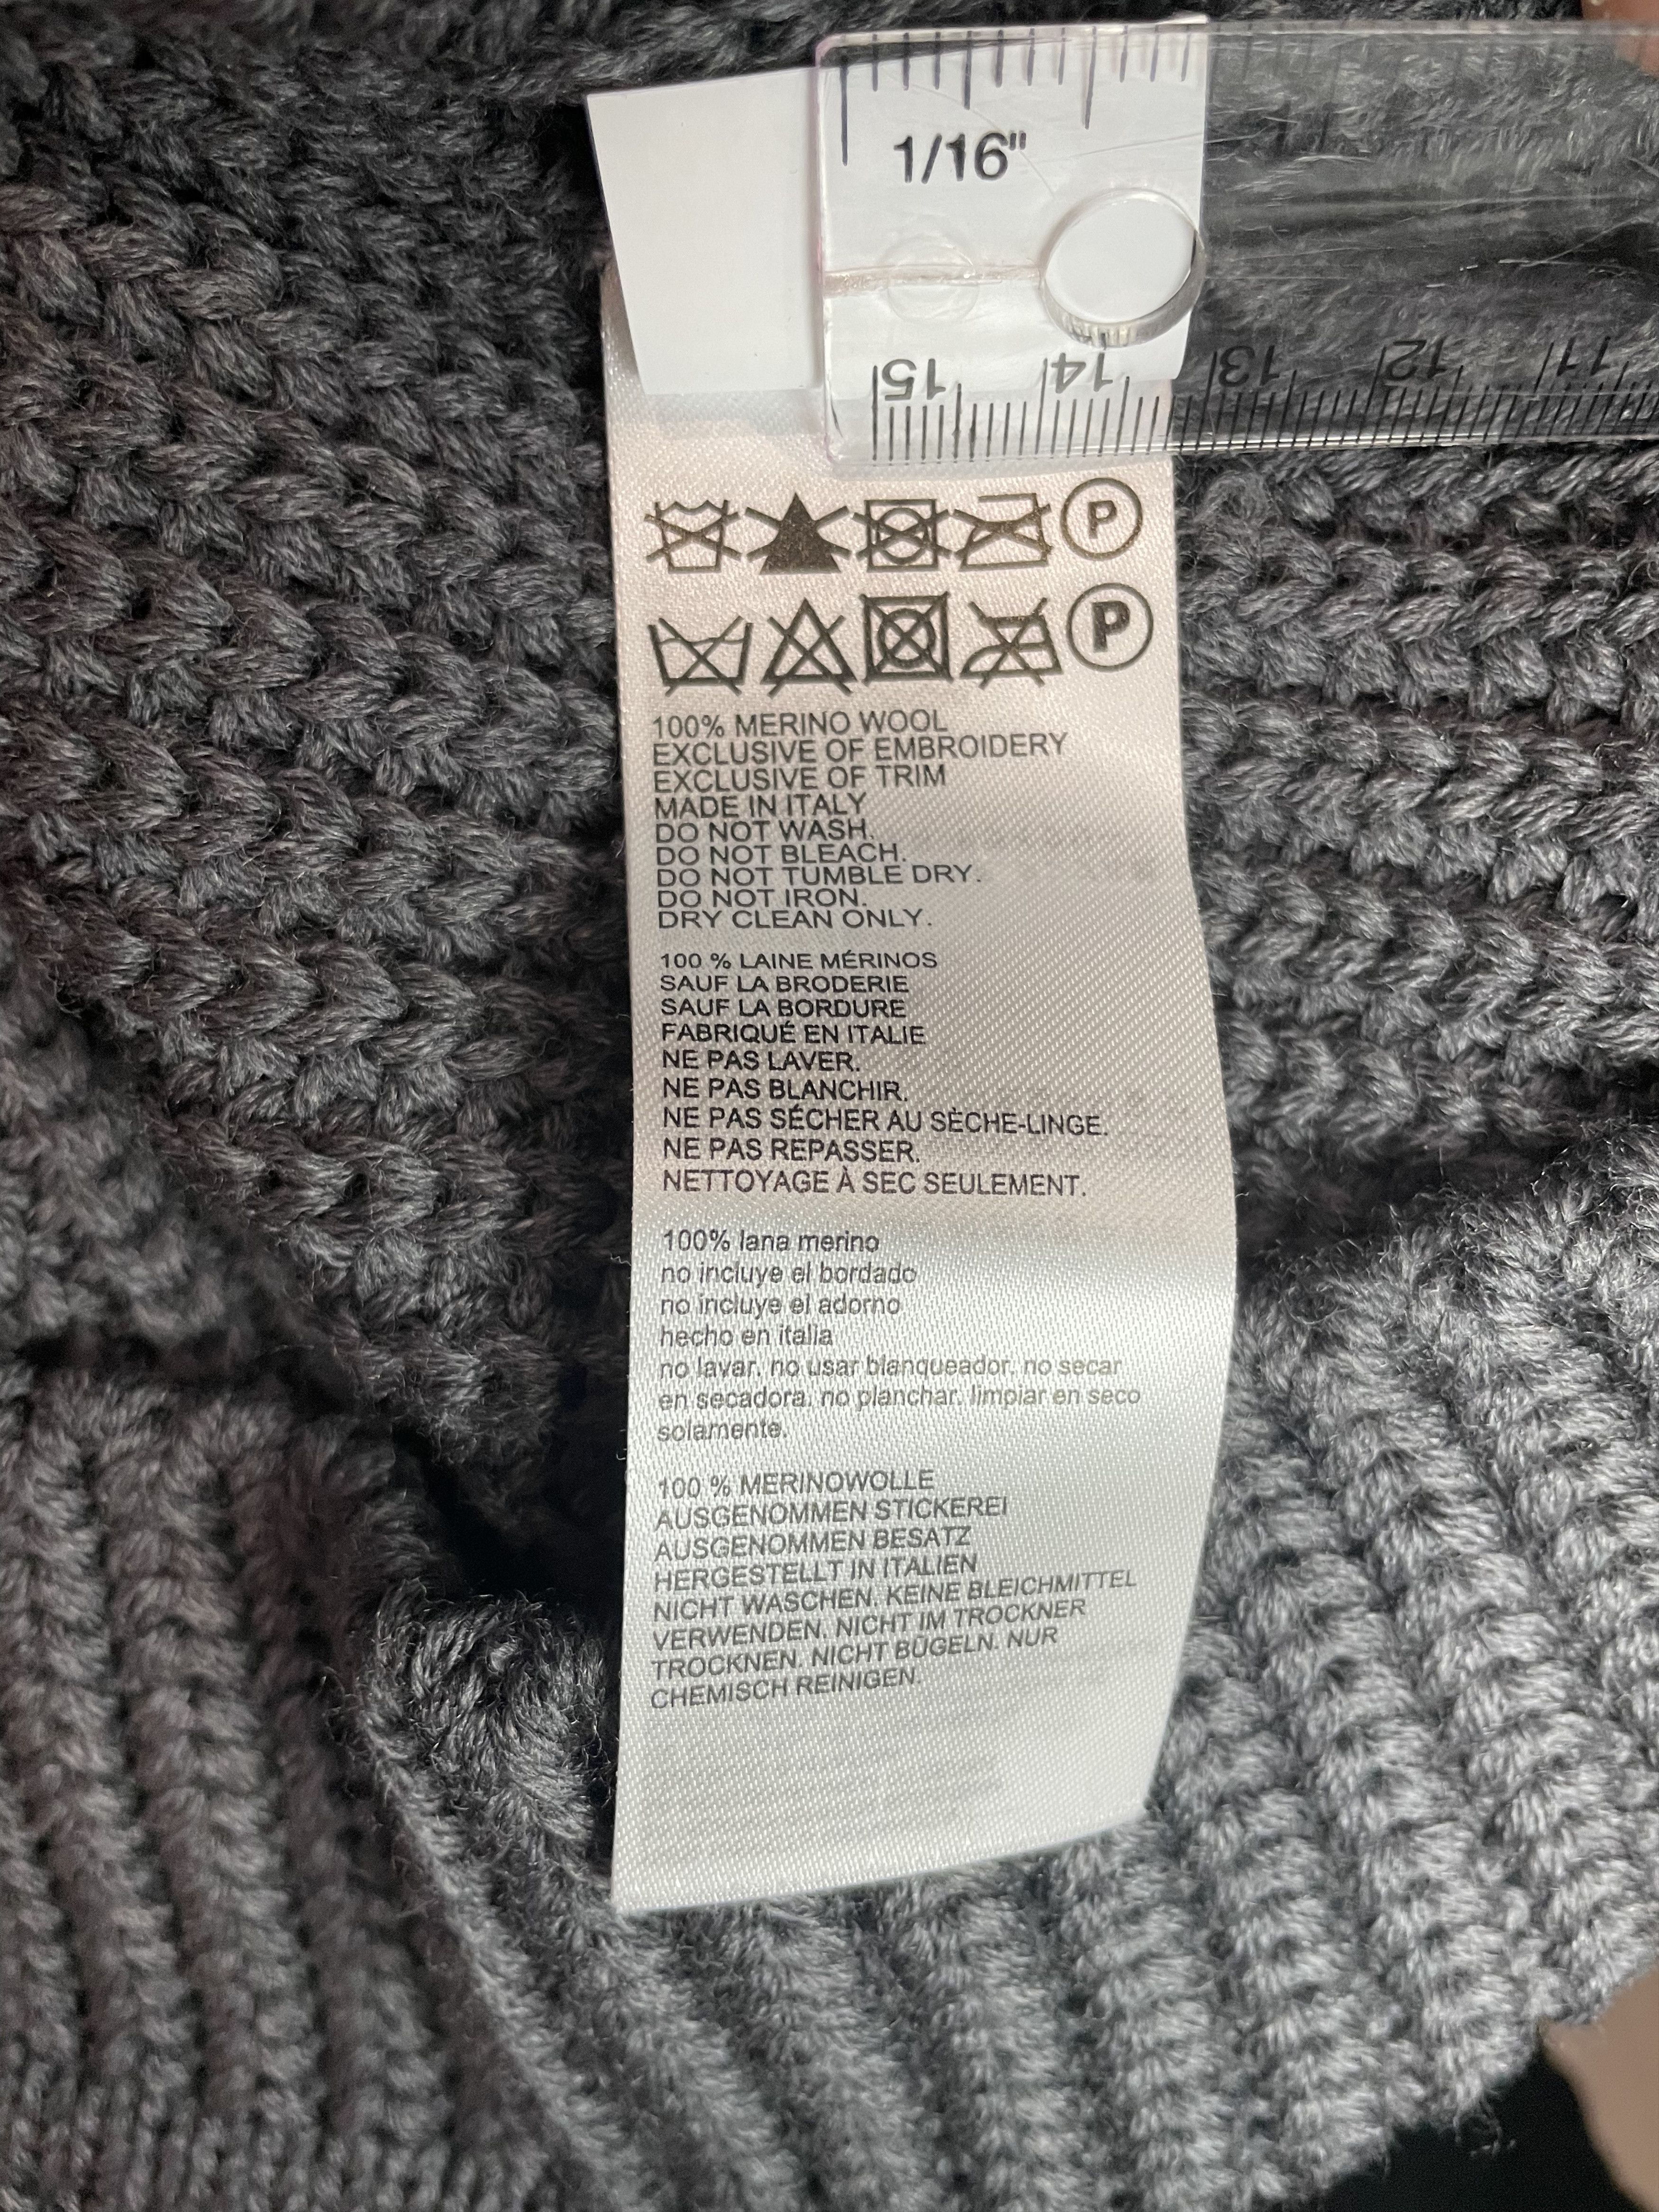 1/16"
15 14 13 12 11
P
P
100% MERINO WOOL
EXCLUSIVE OF EMBROIDERY
EXCLUSIVE OF TRIM
MADE IN ITALY
DO NOT WASH.
DO NOT BLEACH.
DO NOT TUMBLE DRY.
DO NOT IRON.
DRY CLEAN ONLY.
100 % LAINE MÉRINOS
SAUF LA BRODERIE
SAUF LA BORDURE
FABRIQUÉ EN ITALIE
NE PAS LAVER.
NE PAS BLANCHIR.
NE PAS SÉCHER AU SÈCHE-LINGE.
NE PAS REPASSER.
NETTOYAGE À SEC SEULEMENT.
100% lana merino
no incluye el bordado
no incluye el adorno
hecho en italia
no lavar. no usar blanqueador. no secar
en secadora. no planchar. limpiar en seco
solamente.
100 % MERINOWOLLE
AUSGENOMMEN STICKEREI
AUSGENOMMEN BESATZ
HERGESTELLT IN ITALIEN
NICHT WASCHEN. KEINE BLEICHMITTEL
VERWENDEN. NICHT IM TROCKNER
TROCKNEN. NICHT BÜGELN. NUR
CHEMISCH REINIGEN.